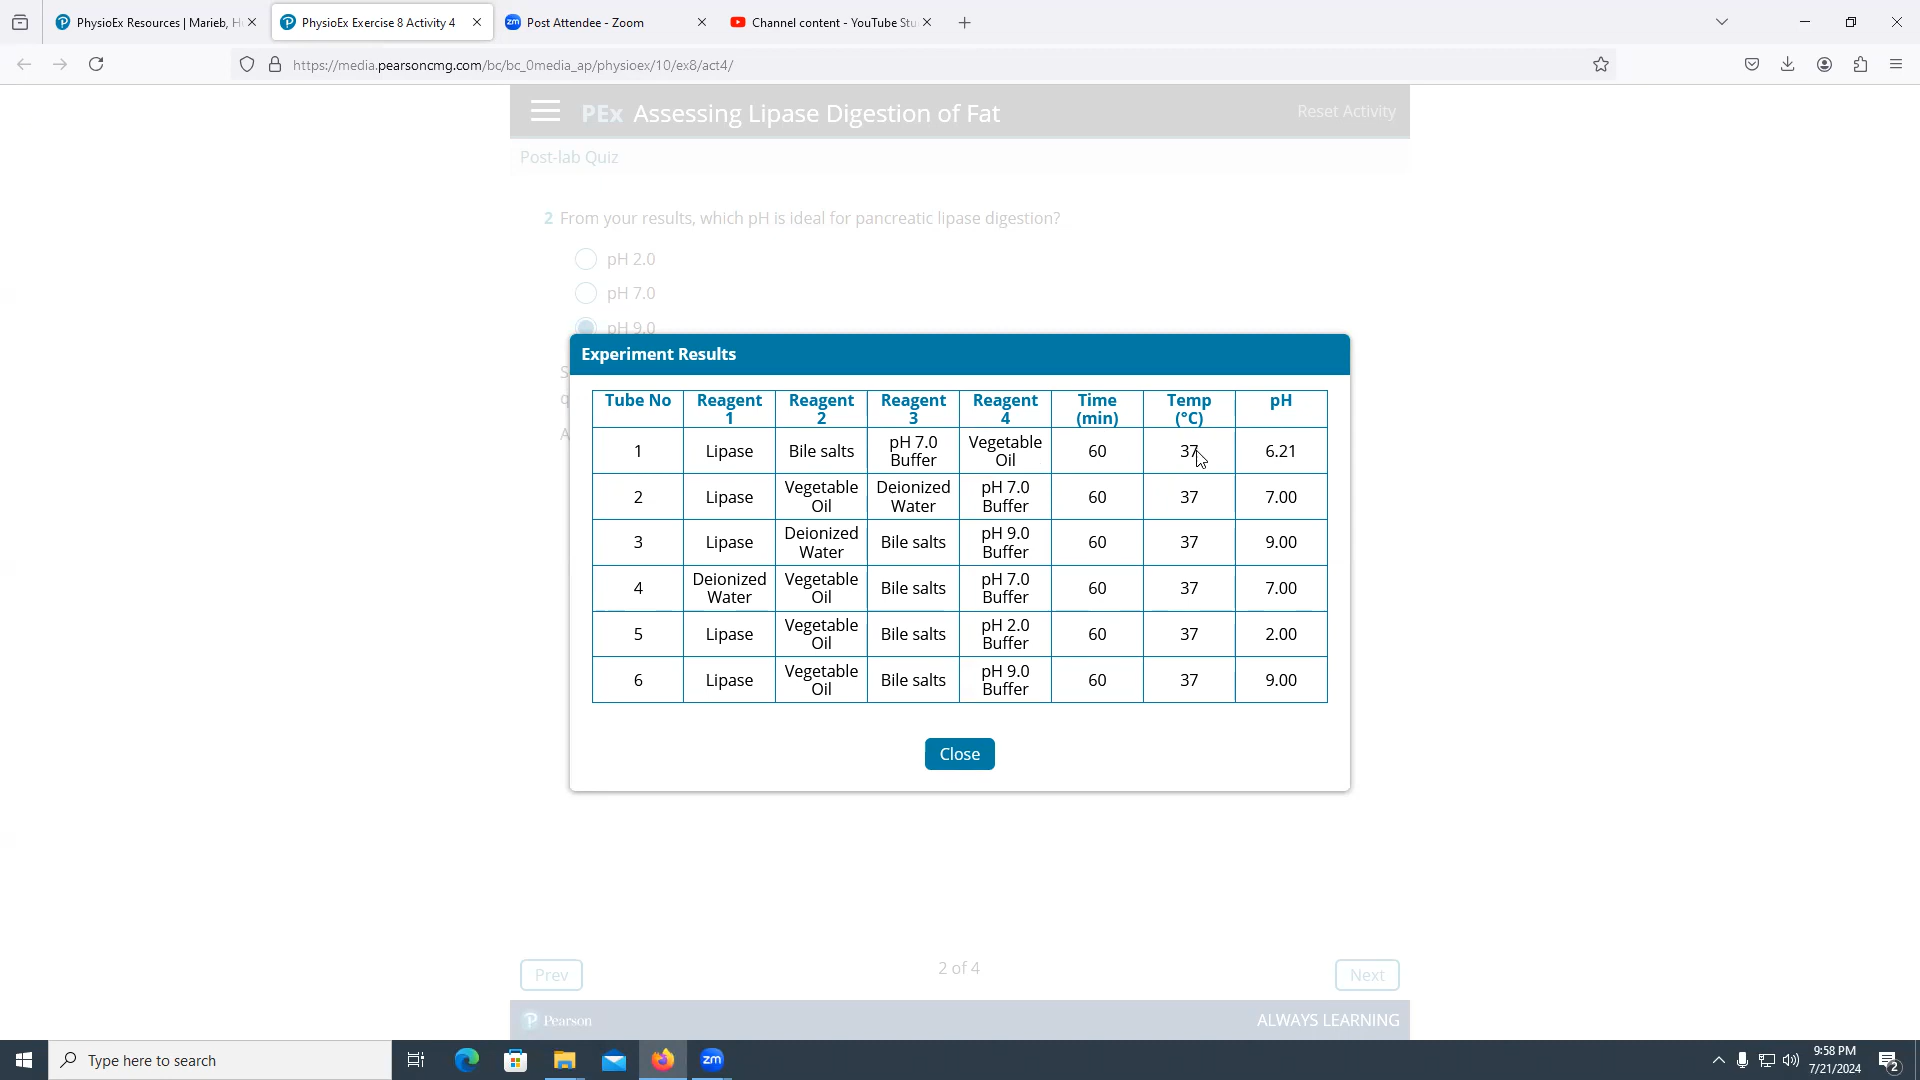 PhysioEx Resources | Marieb, H
PhysioEx Exercise 8 Activity 4
Post Attendee - Zoom
Channel content - YouTube Stu
https://media.pearsoncmg.com/bc/bc_0media_ap/physioex/10/ex8/act4/
PEx Assessing Lipase Digestion of Fat
Reset Activity
Post-lab Quiz
2 From your results, which pH is ideal for pancreatic lipase digestion?
pH 2.0
pH 7.0
pH 9.0
Experiment Results
Tube No Reagent 1 Reagent 2 Reagent 3 Reagent 4 Time (min) Temp (°C) pH
1 Lipase Bile salts pH 7.0 Buffer Vegetable Oil 60 37 6.21
2 Lipase Vegetable Oil Deionized Water pH 7.0 Buffer 60 37 7.00
3 Lipase Deionized Water Bile salts pH 9.0 Buffer 60 37 9.00
4 Deionized Water Vegetable Oil Bile salts pH 7.0 Buffer 60 37 7.00
5 Lipase Vegetable Oil Bile salts pH 2.0 Buffer 60 37 2.00
6 Lipase Vegetable Oil Bile salts pH 9.0 Buffer 60 37 9.00
Close
Prev
2 of 4
Next
Pearson
ALWAYS LEARNING
Type here to search
zm
9:58 PM
7/21/2024
2